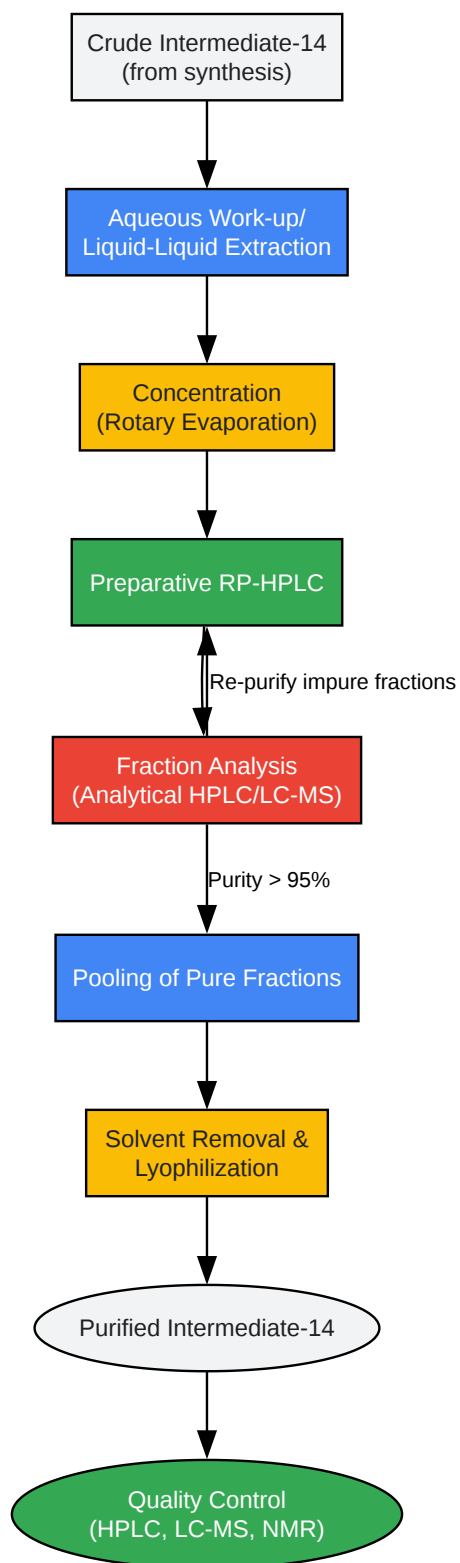 Crude Intermediate-14
(from synthesis)
Aqueous Work-up/
Liquid-Liquid Extraction
Concentration
(Rotary Evaporation)
Preparative RP-HPLC
Re-purify impure fractions
Fraction Analysis
(Analytical HPLC/LC-MS)
Purity > 95%
Pooling of Pure Fractions
Solvent Removal &
Lyophilization
Purified Intermediate-14
Quality Control
(HPLC, LC-MS, NMR)